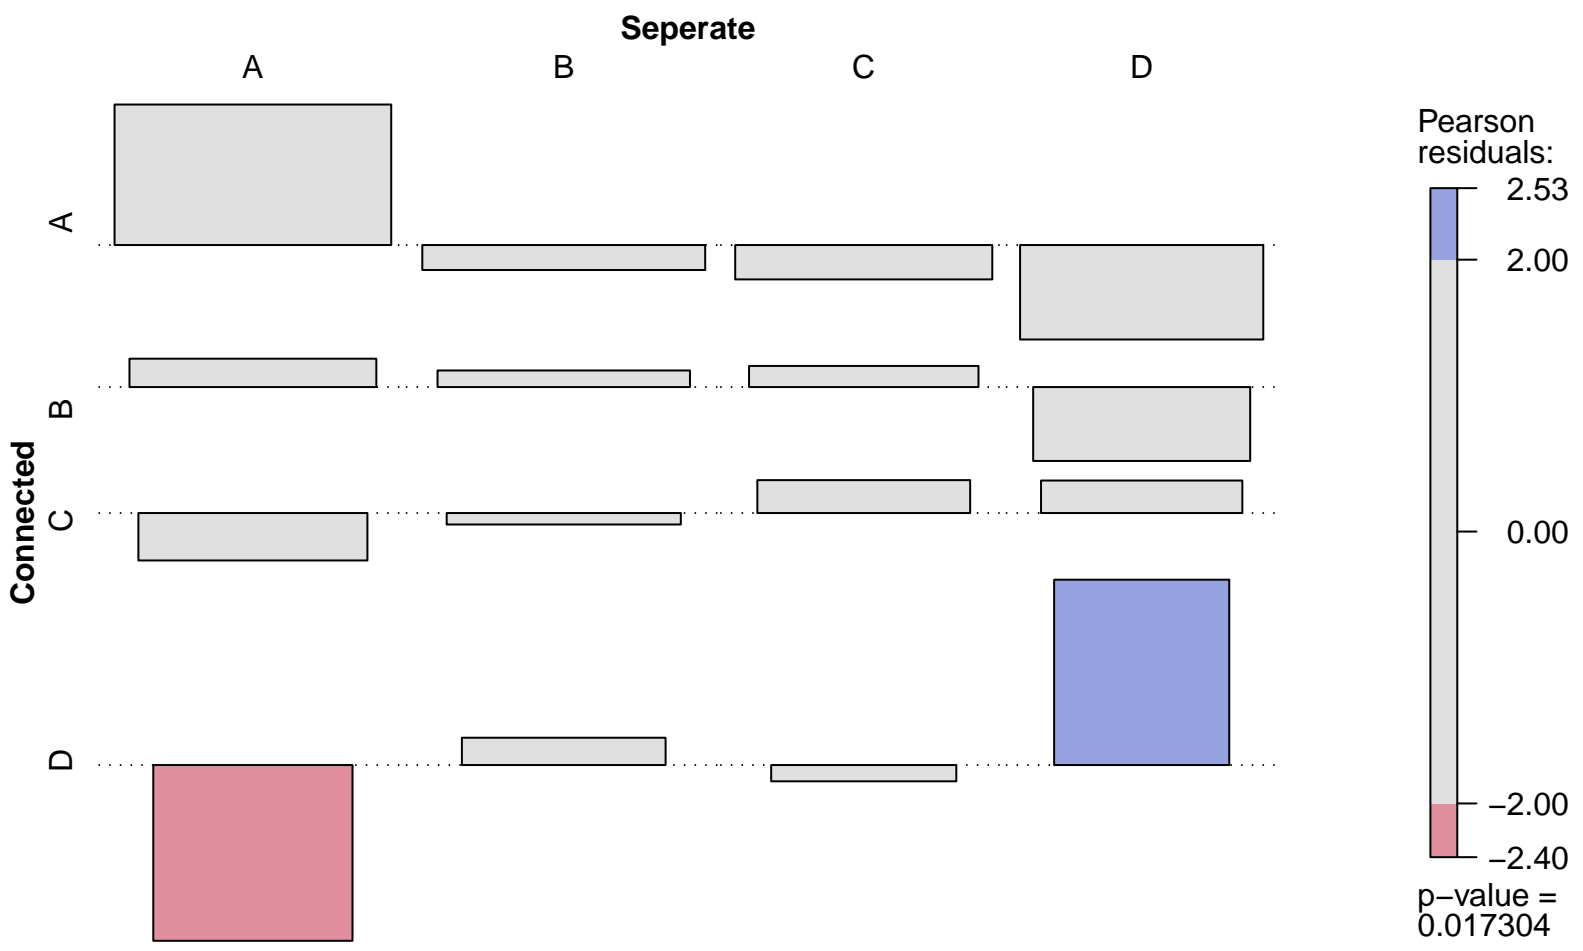 Seperate
A B C D
A
B
C
D
Connected
Pearson
residuals:
2.53
2.00
0.00
−2.00
−2.40
p−value =
0.017304